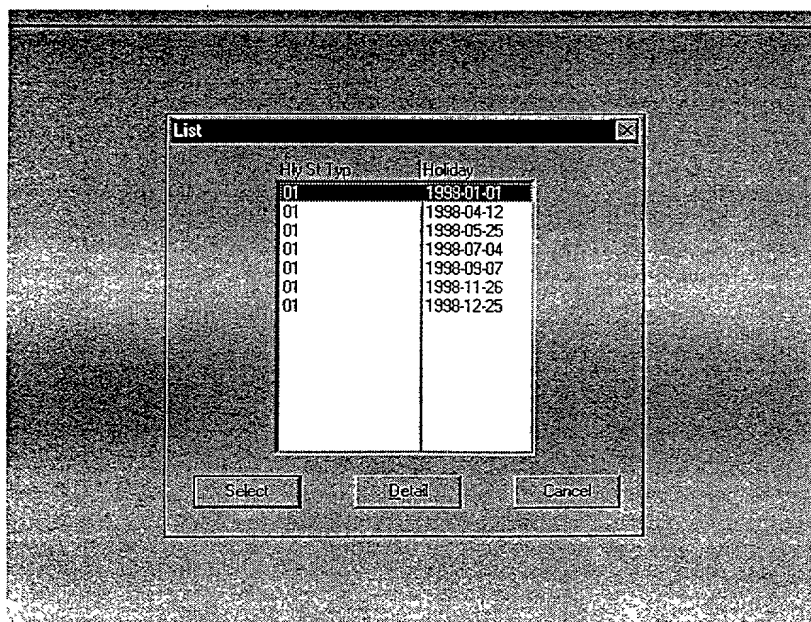 List
Hly St Typ Holiday
01 1998-01-01
01 1998-04-12
01 1998-05-25
01 1998-07-04
01 1998-09-07
01 1998-11-26
01 1998-12-25
Select Detail Cancel